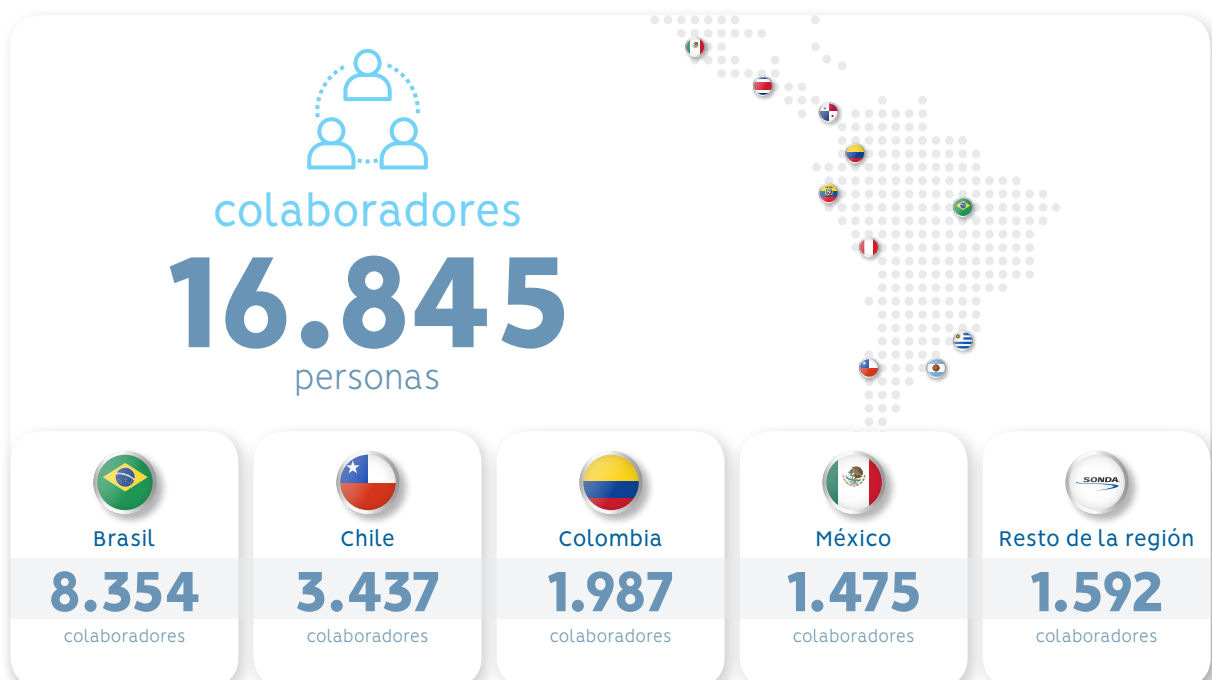 colaboradores
16.845
personas
Brasil
8.354
colaboradores
Chile
3.437
colaboradores
Colombia
1.987
colaboradores
México
1.475
colaboradores
SONDA
Resto de la región
1.592
colaboradores